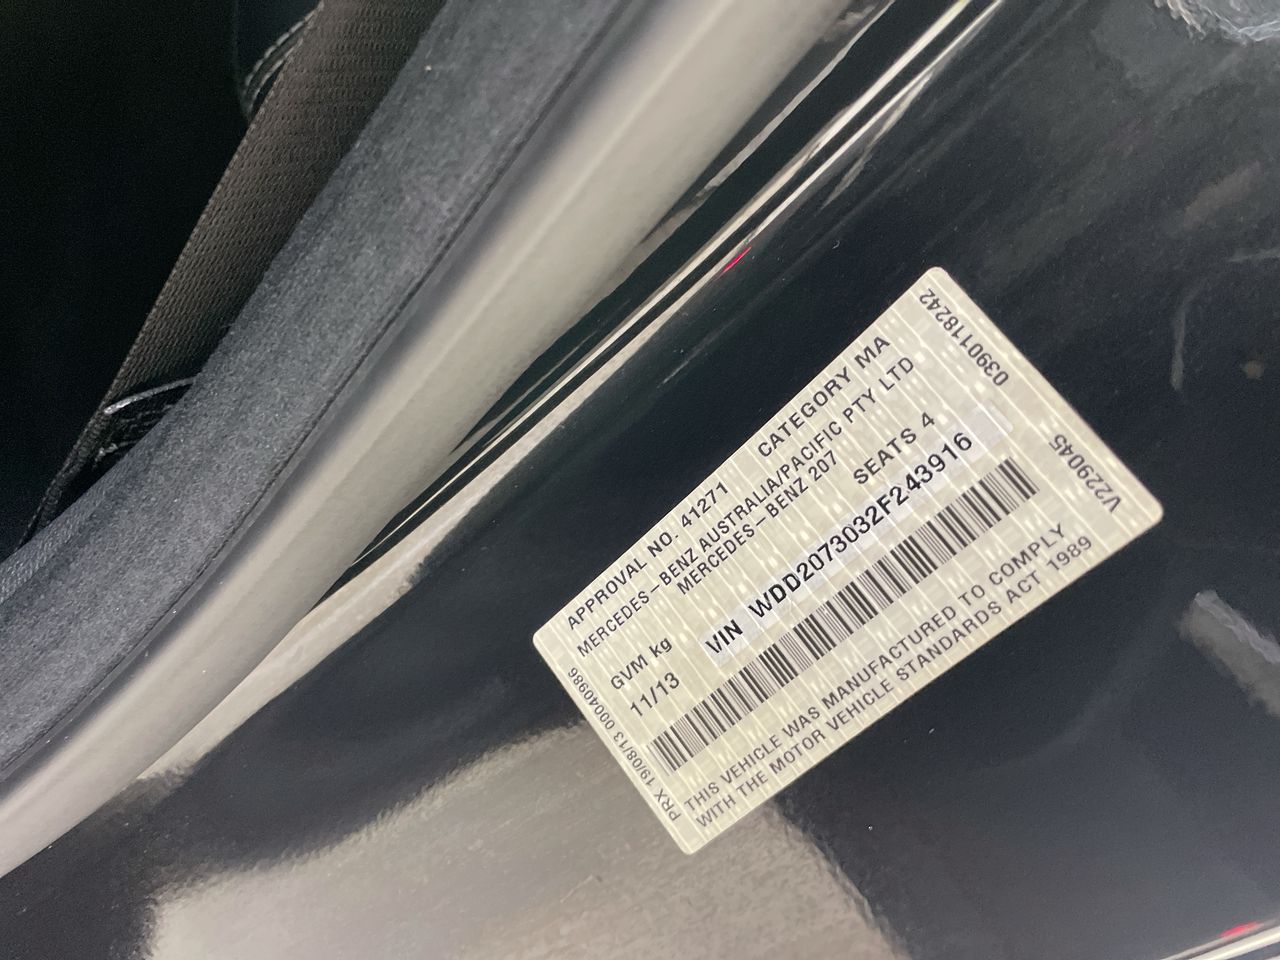 APPROVAL NO. 41271 CATEGORY MA
MERCEDES-BENZ AUSTRALIA/PACIFIC PTY LTD
MERCEDES-BENZ 207
GVM kg SEATS 4
11/13 VIN WDD2073032F243916
THIS VEHICLE WAS MANUFACTURED TO COMPLY
WITH THE MOTOR VEHICLE STANDARDS ACT 1989
PRX 19/08/13 00040986
0390118242
V229045